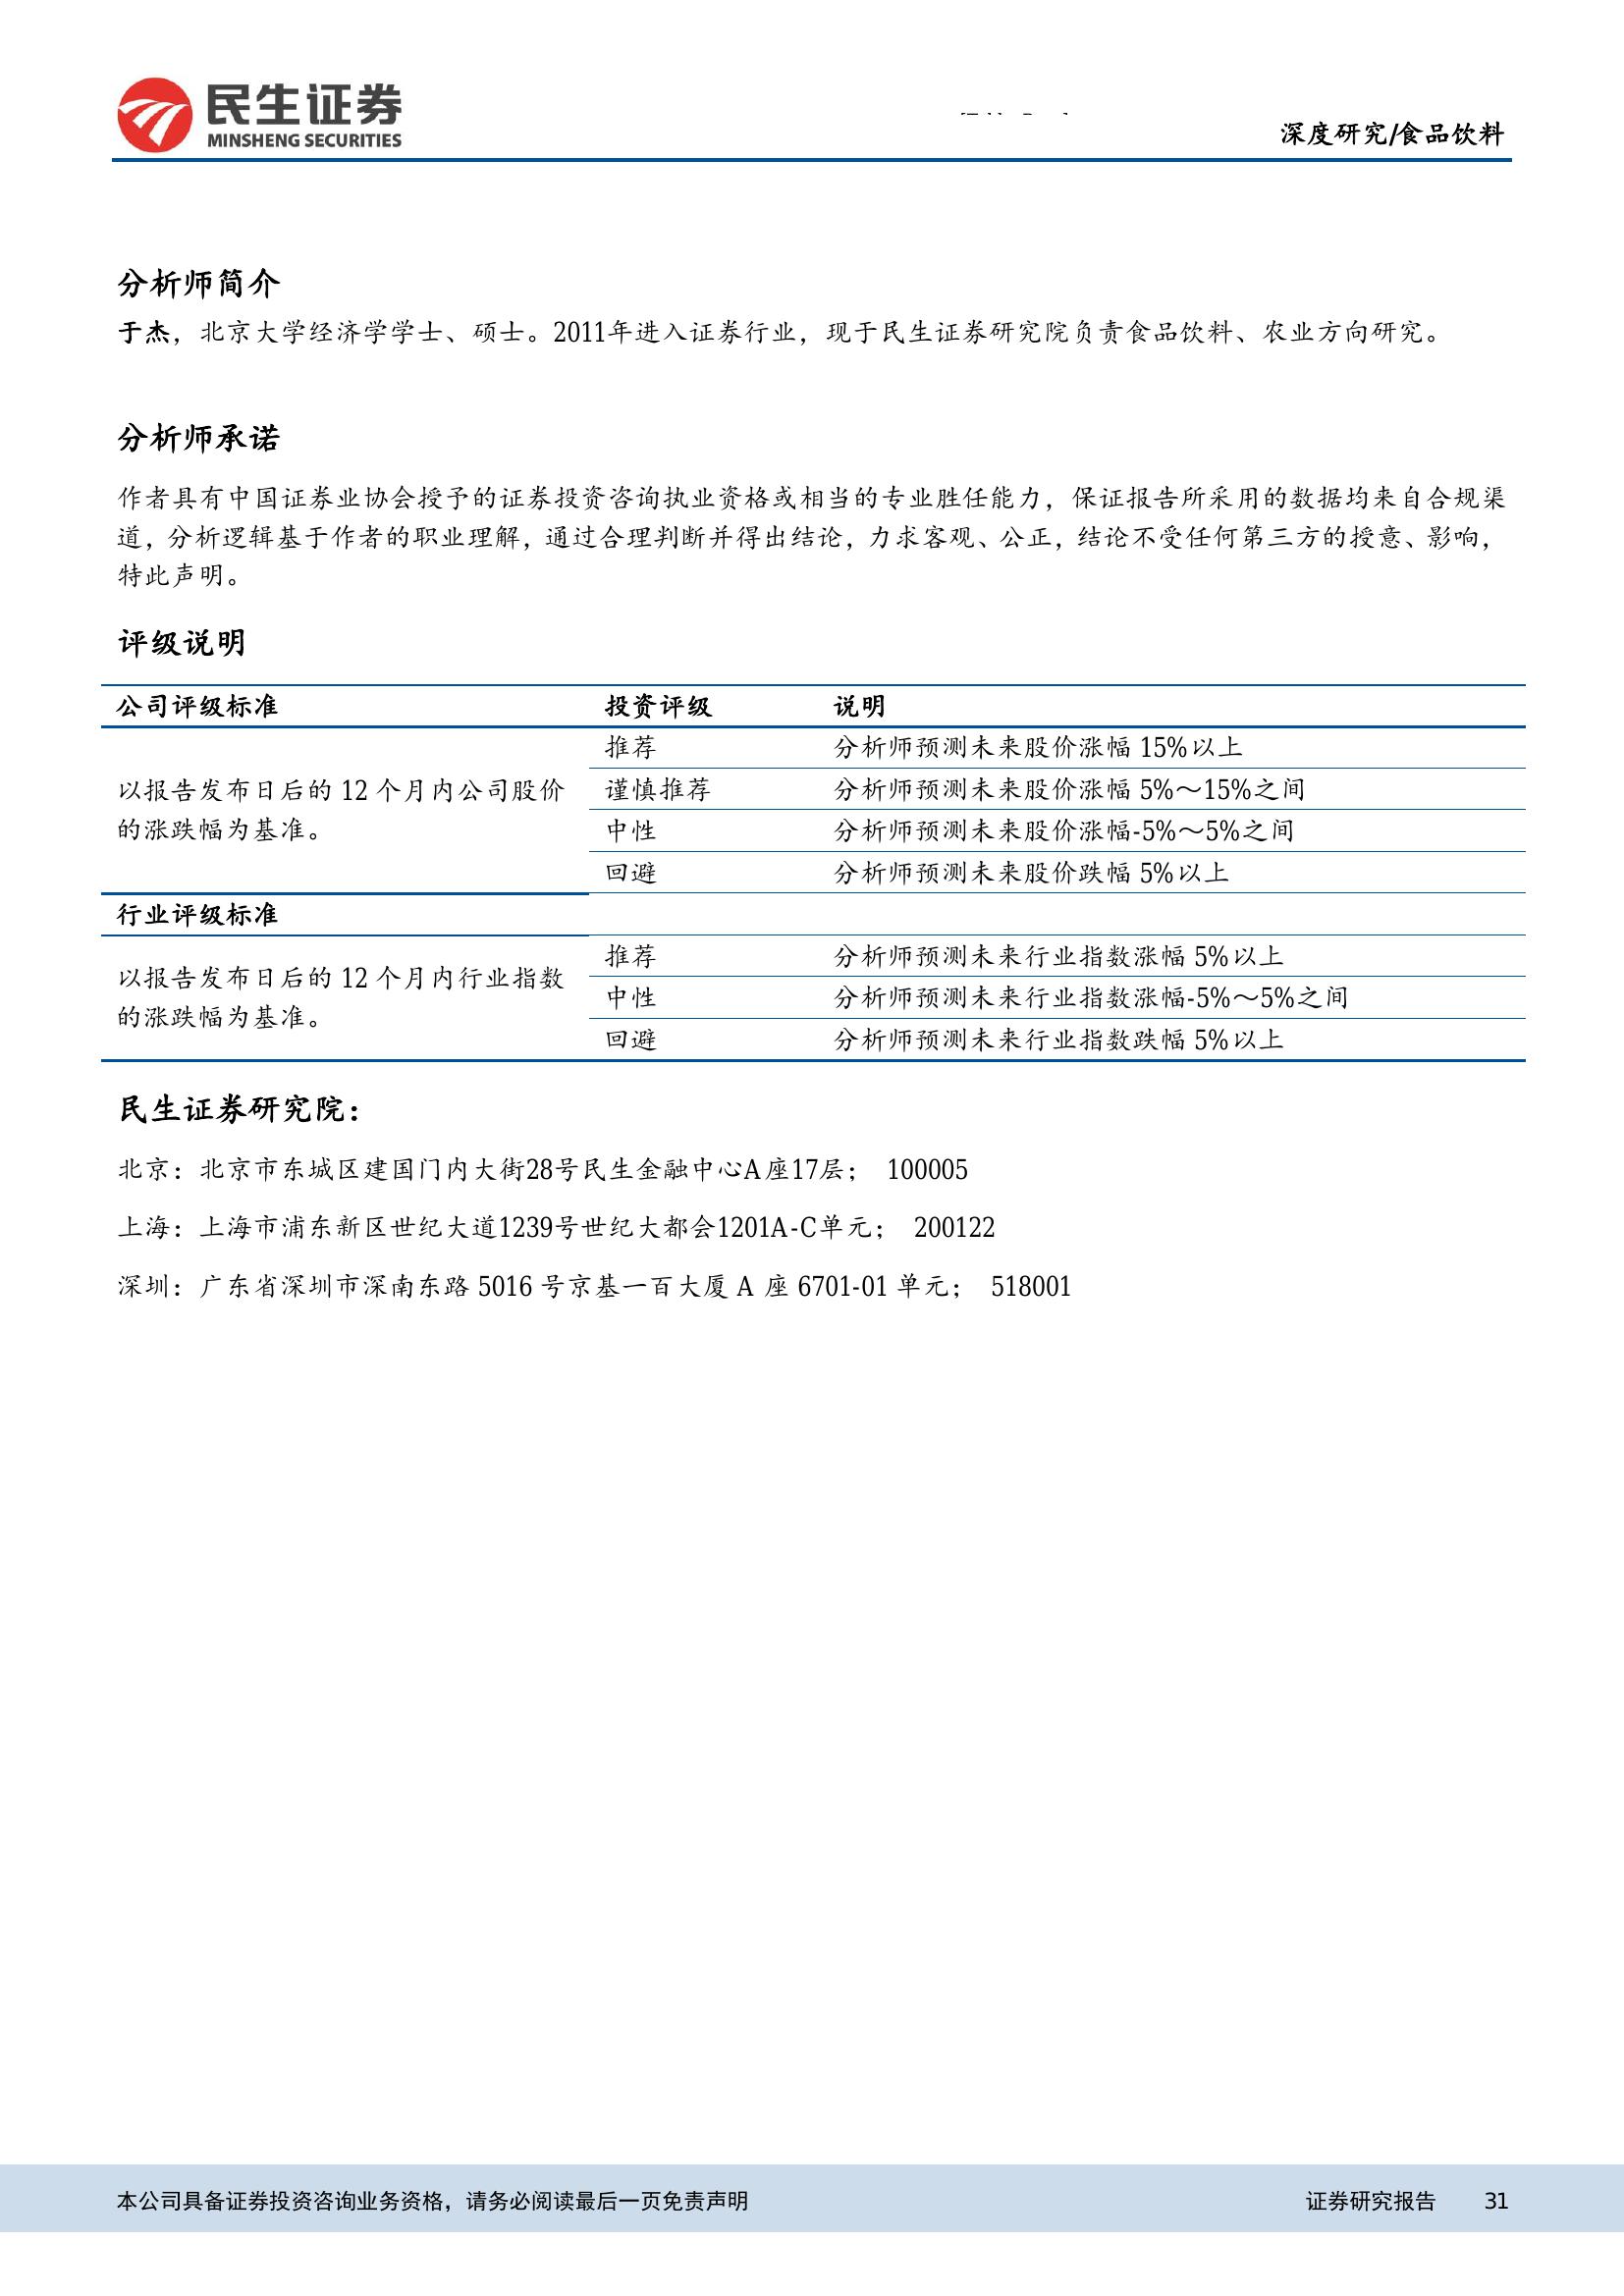 民生证券
MINSHENG SECURITIES
深度研究/食品饮料
分析师简介
于杰，北京大学经济学学士、硕士。2011年进入证券行业，现于民生证券研究院负责食品饮料、农业方向研究。
分析师承诺
作者具有中国证券业协会授予的证券投资咨询执业资格或相当的专业胜任能力，保证报告所采用的数据均来自合规渠
道，分析逻辑基于作者的职业理解，通过合理判断并得出结论，力求客观、公正，结论不受任何第三方的授意、影响，
特此声明。
评级说明
公司评级标准 投资评级 说明
以报告发布日后的 12 个月内公司股价
的涨跌幅为基准。
推荐 分析师预测未来股价涨幅 15%以上
谨慎推荐 分析师预测未来股价涨幅 5%～15%之间
中性 分析师预测未来股价涨幅-5%～5%之间
回避 分析师预测未来股价跌幅 5%以上
行业评级标准
以报告发布日后的 12 个月内行业指数
的涨跌幅为基准。
推荐 分析师预测未来行业指数涨幅 5%以上
中性 分析师预测未来行业指数涨幅-5%～5%之间
回避 分析师预测未来行业指数跌幅 5%以上
民生证券研究院：
北京：北京市东城区建国门内大街28号民生金融中心A座17层； 100005
上海：上海市浦东新区世纪大道1239号世纪大都会1201A-C单元； 200122
深圳：广东省深圳市深南东路 5016 号京基一百大厦 A 座 6701-01 单元； 518001
本公司具备证券投资咨询业务资格，请务必阅读最后一页免责声明 证券研究报告 31